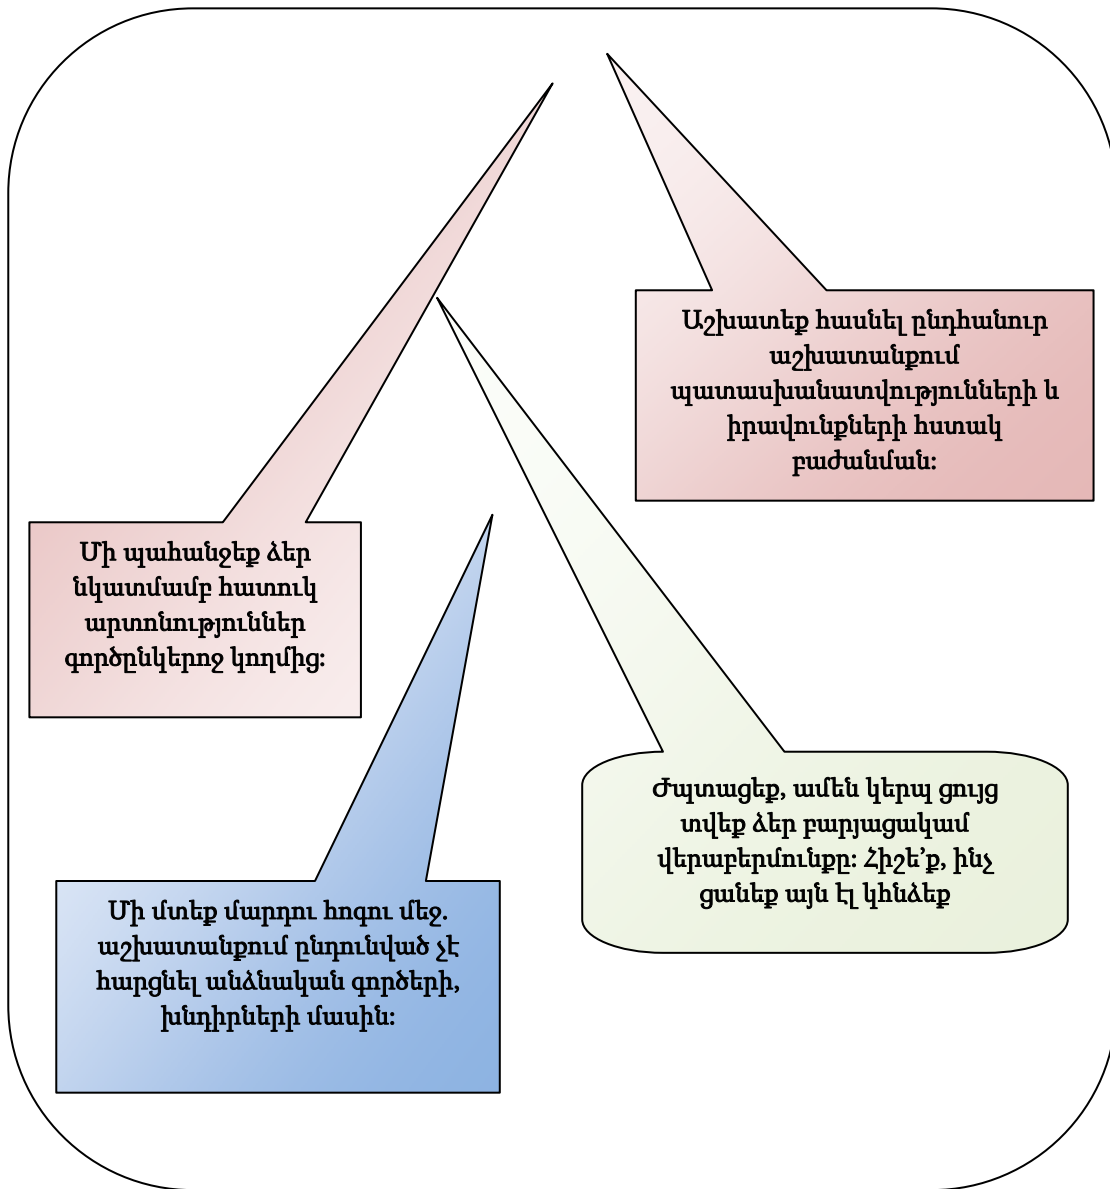 Աշխատեք հասնել ընդհանուր
աշխատանքում
պատասխանատվությունների և
իրավունքների հստակ
բաժանման:
Մի պահանջեք ձեր
նկատմամբ հատուկ
արտոնություններ
գործընկերոջ կողմից:
Ժպտացեք, ամեն կերպ ցույց
տվեք ձեր բարյացակամ
վերաբերմունքը: Հիշե՛ք, ինչ
ցանեք այն էլ կհնձեք
Մի մտեք մարդու հոգու մեջ.
աշխատանքում ընդունված չէ
հարցնել անձնական գործերի,
խնդիրների մասին: